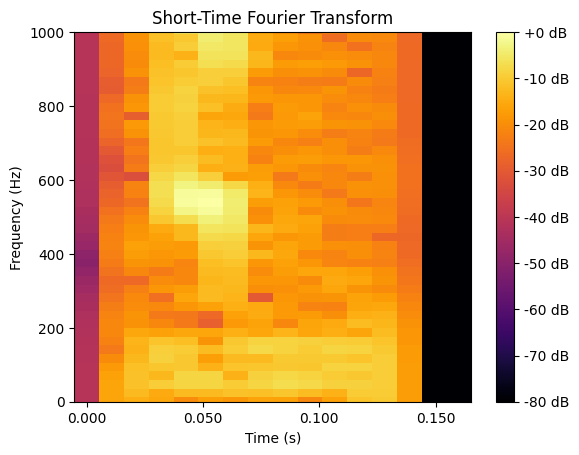 Short-Time Fourier Transform
1000
800
600
400
200
0
Frequency (Hz)
0.000
0.050
0.100
0.150
Time (s)
+0 dB
-10 dB
-20 dB
-30 dB
-40 dB
-50 dB
-60 dB
-70 dB
-80 dB